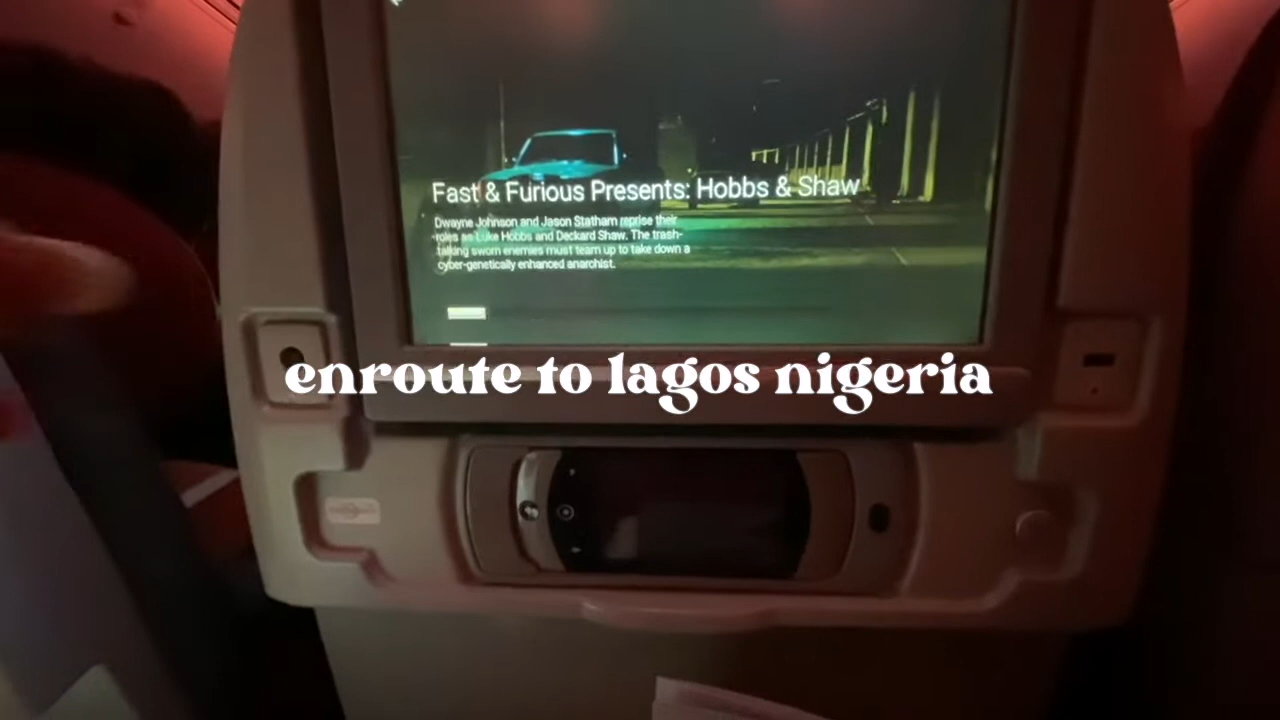 Fast & Furious Presents: Hobbs & Shaw
Dwayne Johnson and Jason Statham reprise their
roles as Luke Hobbs and Deckard Shaw. The trash-
talking sworn enemies must team up to take down a
cyber-genetically enhanced anarchist.
enroute to lagos nigeria